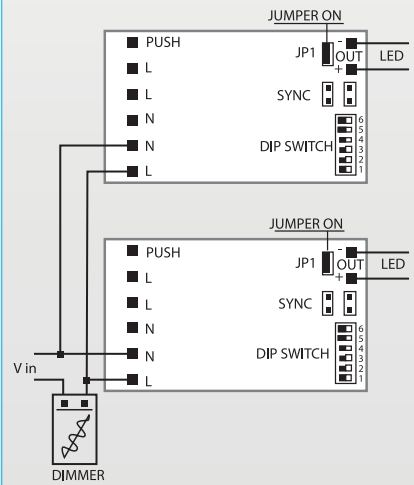 JUMPER ON
PUSH
JP1
-
OUT
+
LED
L
L
SYNC
N
N
DIP SWITCH
6
5
4
3
2
1
L
JUMPER ON
PUSH
JP1
-
OUT
+
LED
L
L
SYNC
N
N
DIP SWITCH
6
5
4
3
2
1
L
V in
DIMMER